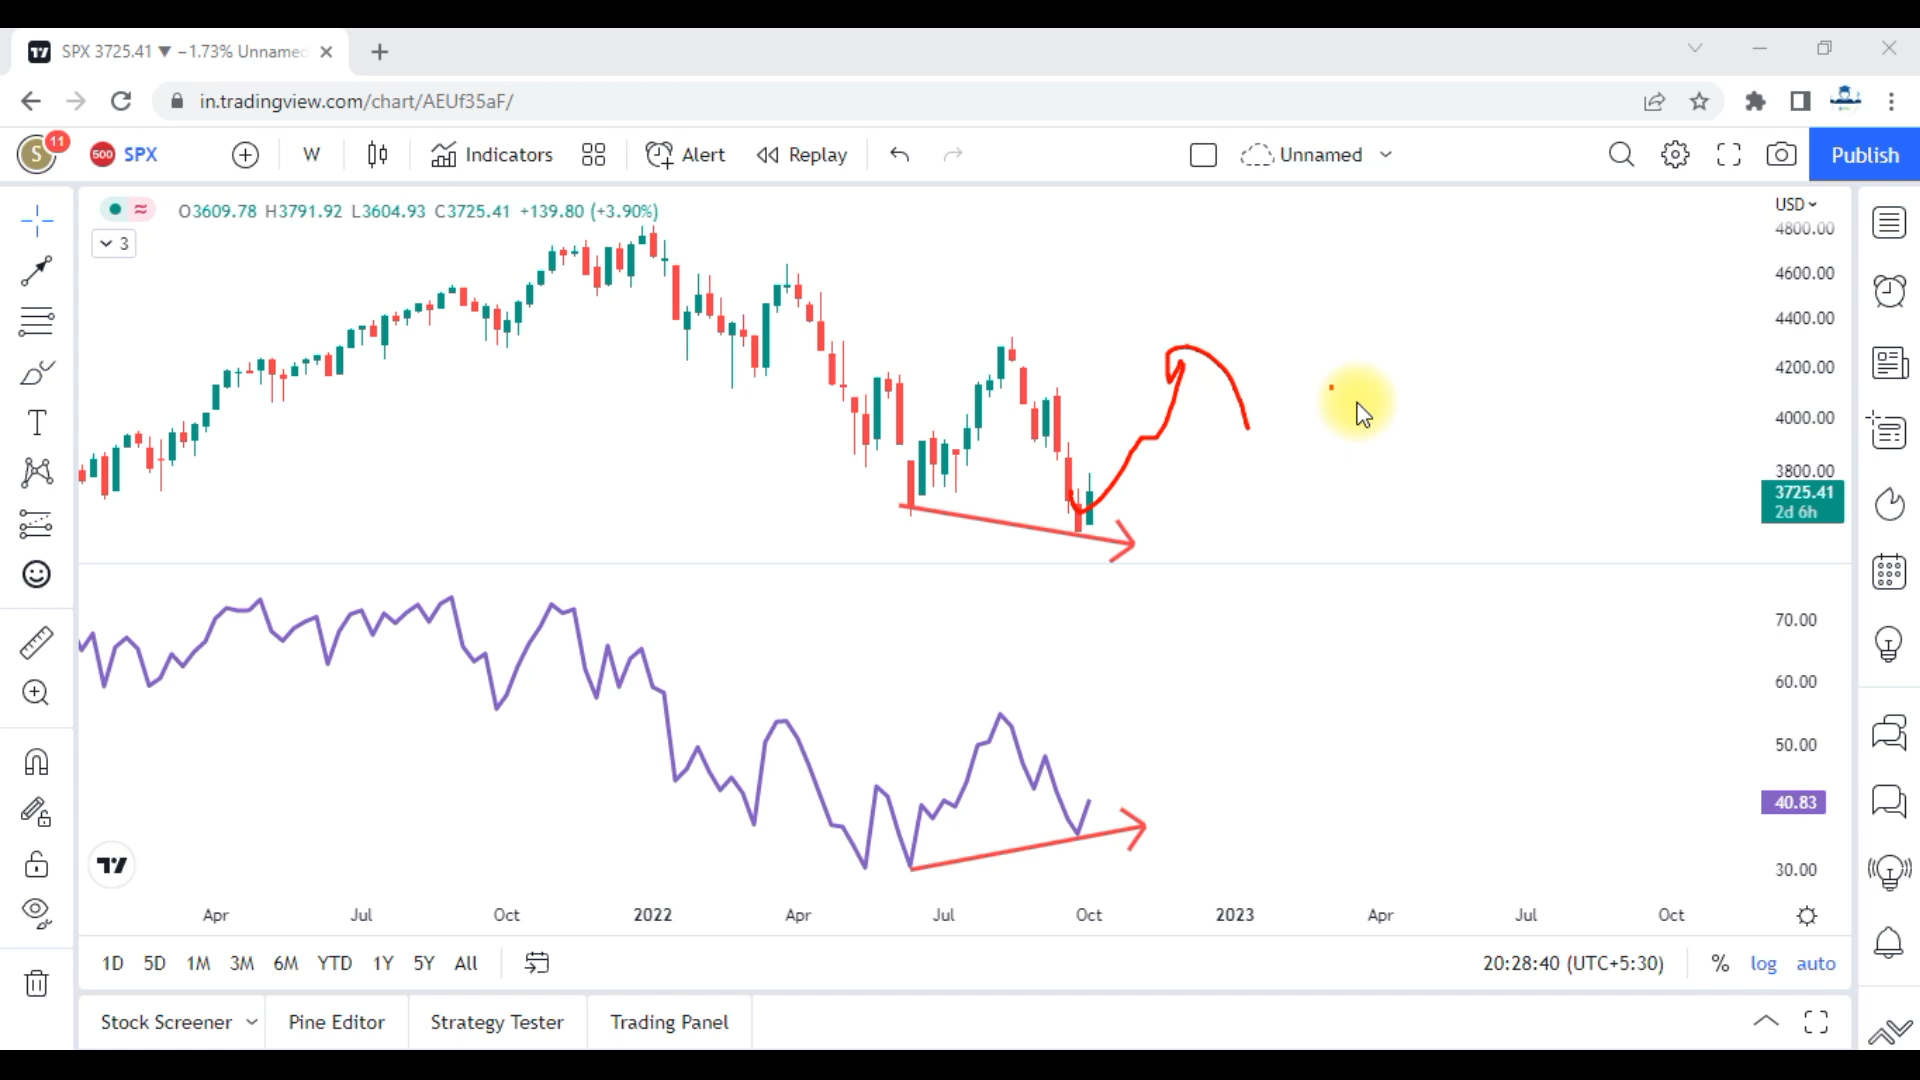 SPX 3725.41 ▼ −1.73% Unnamed
in.tradingview.com/chart/AEUf35aF/
S 11 500 SPX W Indicators Alert Replay Unnamed Publish
O3609.78 H3791.92 L3604.93 C3725.41 +139.80 (+3.90%)
3
USD
4800.00
4600.00
4400.00
4200.00
4000.00
3800.00
3725.41
2d 6h
70.00
60.00
50.00
40.83
30.00
Apr Jul Oct 2022 Apr Jul Oct 2023 Apr Jul Oct
1D 5D 1M 3M 6M YTD 1Y 5Y All 20:28:40 (UTC+5:30) % log auto
Stock Screener Pine Editor Strategy Tester Trading Panel